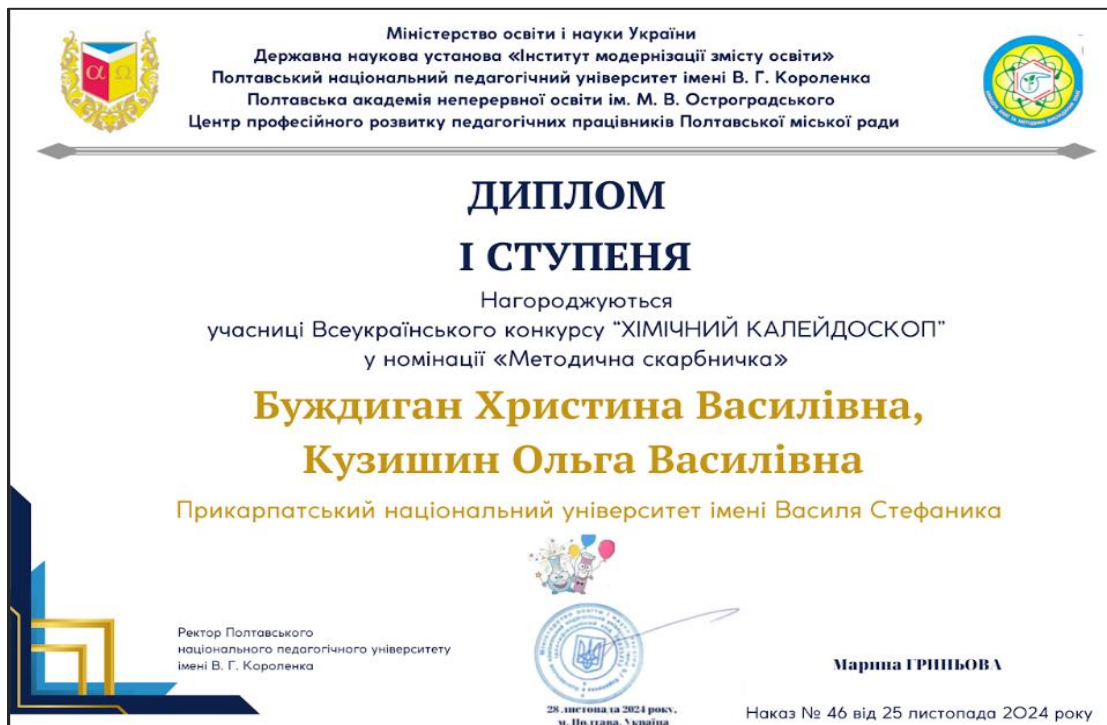 Міністерство освіти і науки України
Державна наукова установа «Інститут модернізації змісту освіти»
Полтавський національний педагогічний університет імені В. Г. Короленка
Полтавська академія неперервної освіти ім. М. В. Остроградського
Центр професійного розвитку педагогічних працівників Полтавської міської ради
α Ω
ДИПЛОМ
І СТУПЕНЯ
Нагороджуються
учасниці Всеукраїнського конкурсу “ХІМІЧНИЙ КАЛЕЙДОСКОП”
у номінації «Методична скарбничка»
Буждиган Христина Василівна,
Кузишин Ольга Василівна
Прикарпатський національний університет імені Василя Стефаника
Ректор Полтавського
національного педагогічного університету
імені В. Г. Короленка
Марина ГРИНЬОВА
28 листопада 2024 року,
м. Полтава, Україна
Наказ № 46 від 25 листопада 2024 року